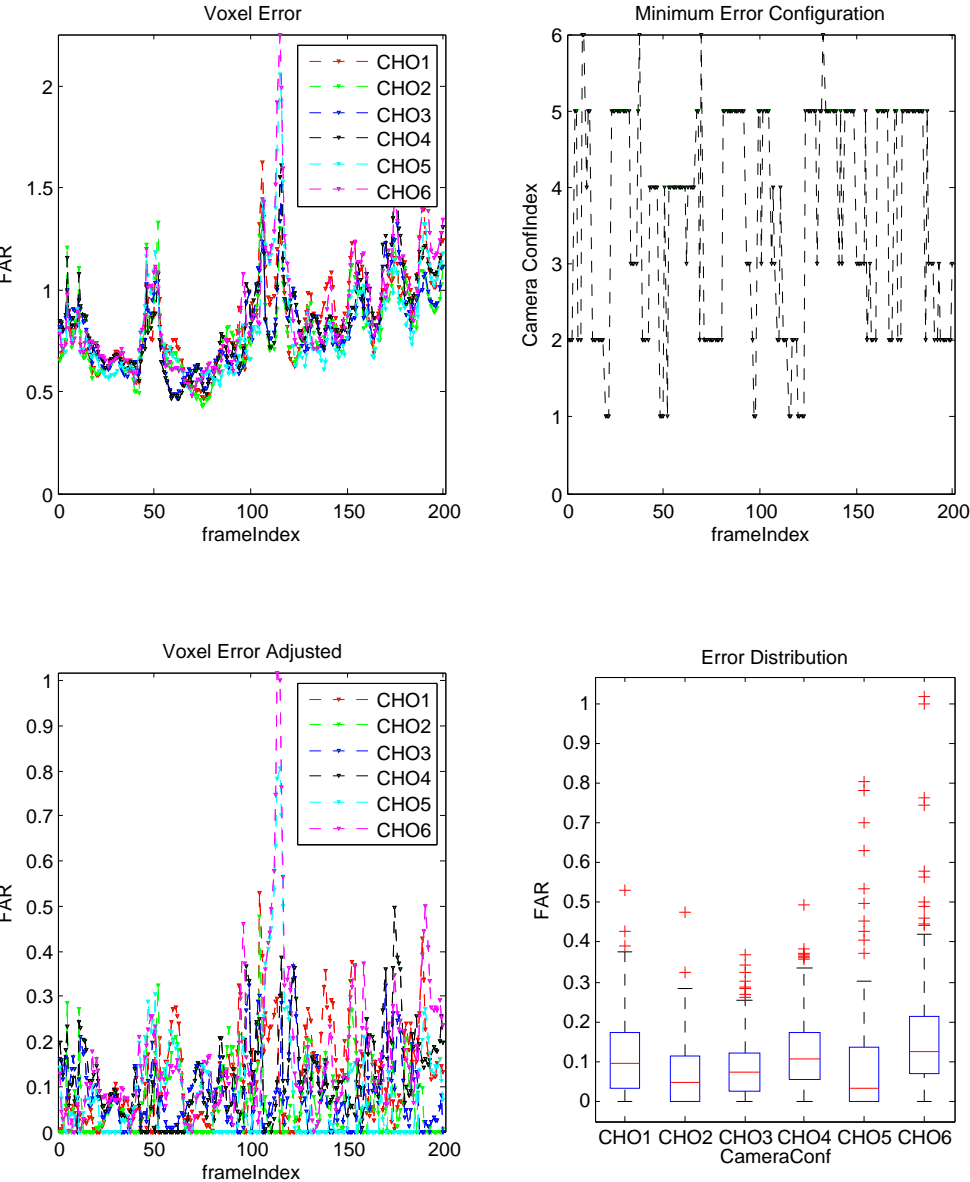 Voxel Error
FAR
2
1.5
1
0.5
0
0 50 100 150 200
frameIndex
CHO1
CHO2
CHO3
CHO4
CHO5
CHO6
Minimum Error Configuration
Camera ConfIndex
6
5
4
3
2
1
0
0 50 100 150 200
frameIndex
Voxel Error Adjusted
FAR
1
0.9
0.8
0.7
0.6
0.5
0.4
0.3
0.2
0.1
0
0 50 100 150 200
frameIndex
CHO1
CHO2
CHO3
CHO4
CHO5
CHO6
Error Distribution
FAR
1
0.9
0.8
0.7
0.6
0.5
0.4
0.3
0.2
0.1
0
CHO1 CHO2 CHO3 CHO4 CHO5 CHO6
CameraConf